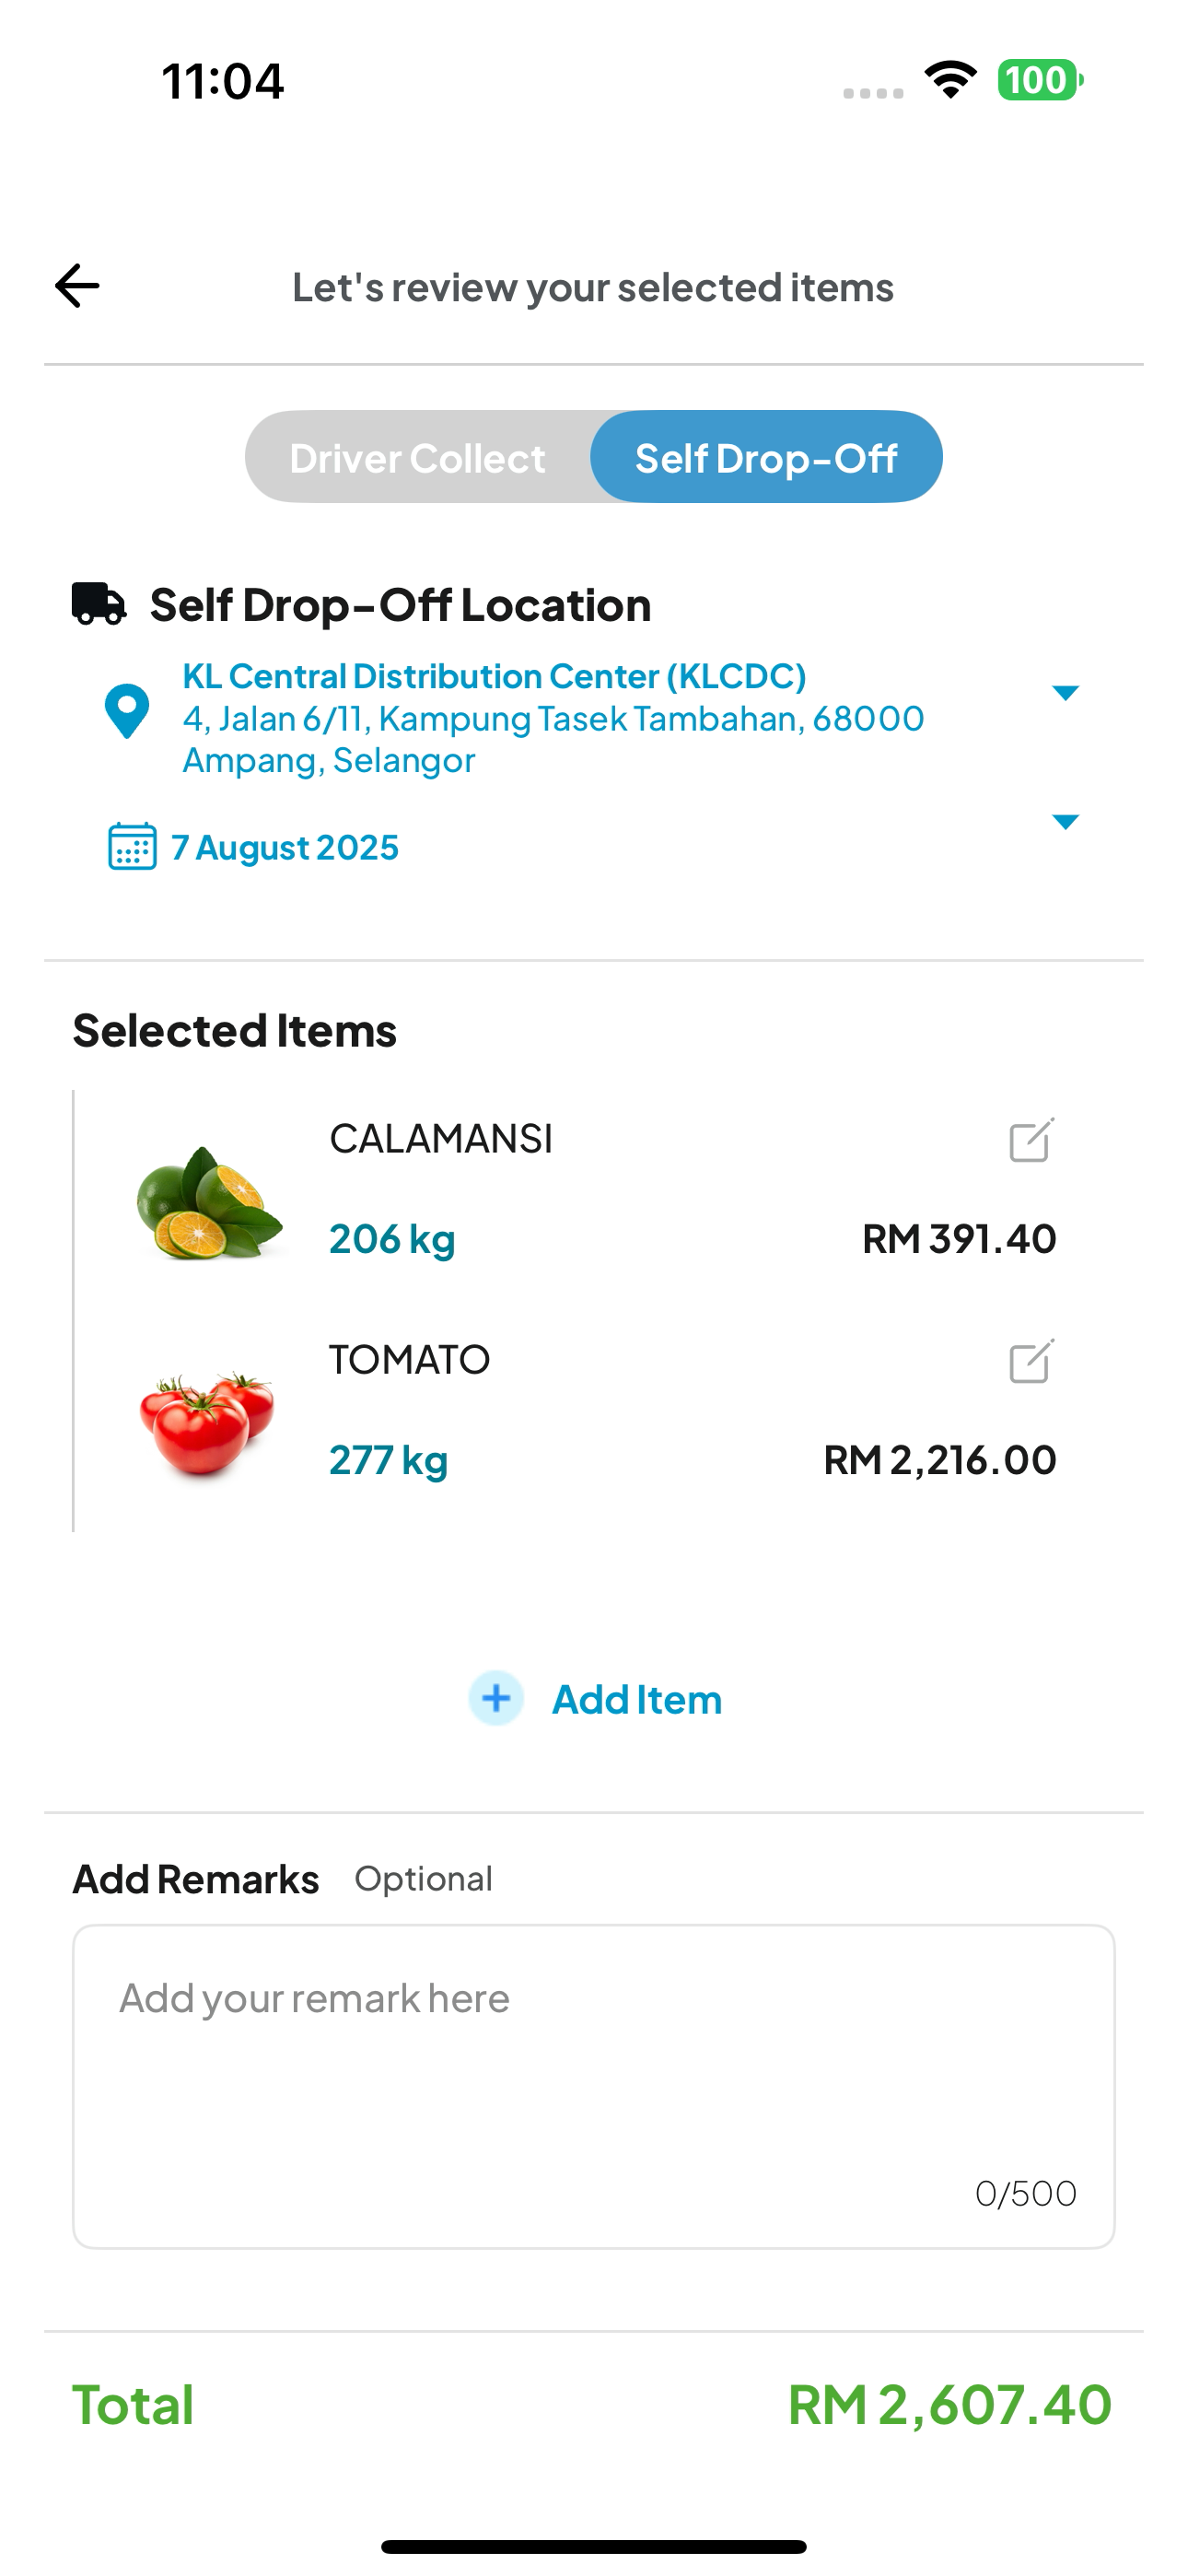 11:04
100
Let's review your selected items
Driver Collect
Self Drop-Off
Self Drop-Off Location
KL Central Distribution Center (KLCDC)
4, Jalan 6/11, Kampung Tasek Tambahan, 68000
Ampang, Selangor
7 August 2025
Selected Items
CALAMANSI
206 kg
RM 391.40
TOMATO
277 kg
RM 2,216.00
Add Item
Add Remarks Optional
Add your remark here
0/500
Total
RM 2,607.40